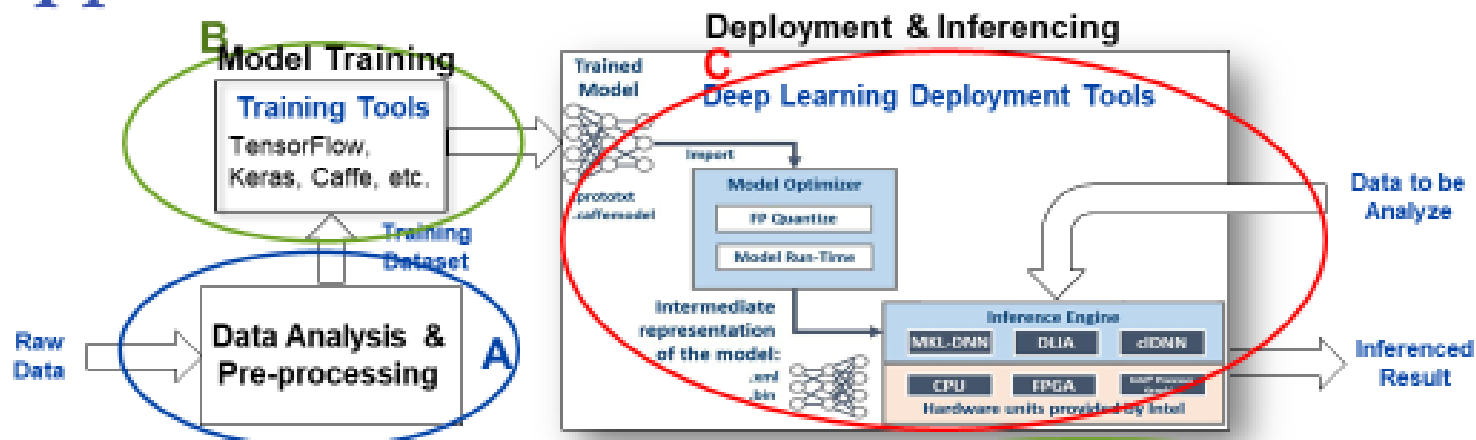 B
Model Training
Training Tools
TensorFlow,
Keras, Caffe, etc.
Training
Dataset
Raw
Data
Data Analysis &
Pre-processing
A
Deployment & Inferencing
C
Deep Learning Deployment Tools
Trained
Model
.prototxt
.caffemodel
Import
Model Optimizer
FP Quantize
Model Run-Time
Intermediate
representation
of the model:
.xml
.bin
Inference Engine
MKL-DNN
DLIA
clDNN
CPU
FPGA
Hardware units provided by Intel
Data to be
Analyze
Inferenced
Result